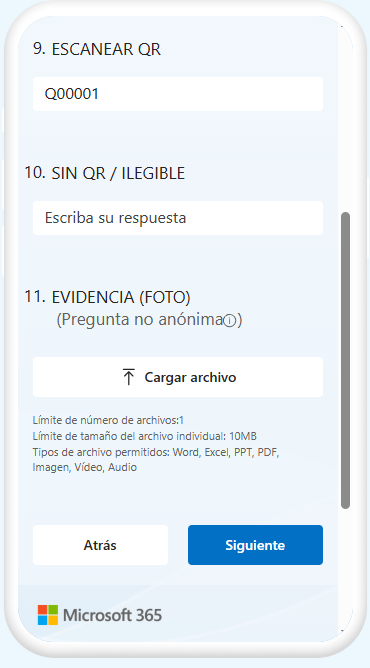 9. ESCANEAR QR
Q00001
10. SIN QR / ILEGIBLE
Escriba su respuesta
11. EVIDENCIA (FOTO)
(Pregunta no anónima)
Cargar archivo
Límite de número de archivos:1
Límite de tamaño del archivo individual: 10MB
Tipos de archivo permitidos: Word, Excel, PPT, PDF,
Imagen, Vídeo, Audio
Atrás
Siguiente
Microsoft 365